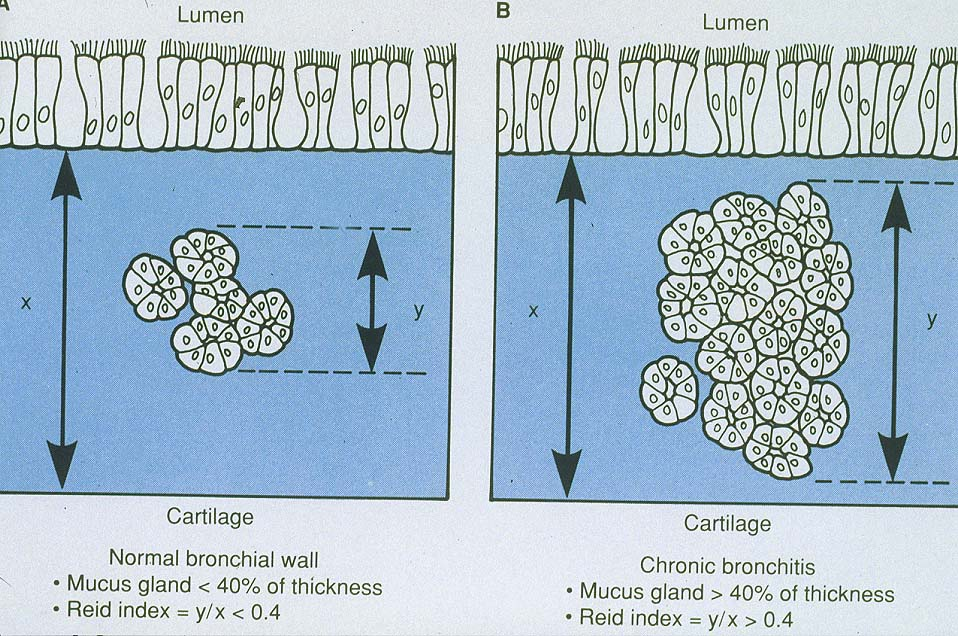 A
Lumen
x
y
Cartilage
Normal bronchial wall
• Mucus gland < 40% of thickness
• Reid index = y/x < 0.4
B
Lumen
x
y
Cartilage
Chronic bronchitis
• Mucus gland > 40% of thickness
• Reid index = y/x > 0.4